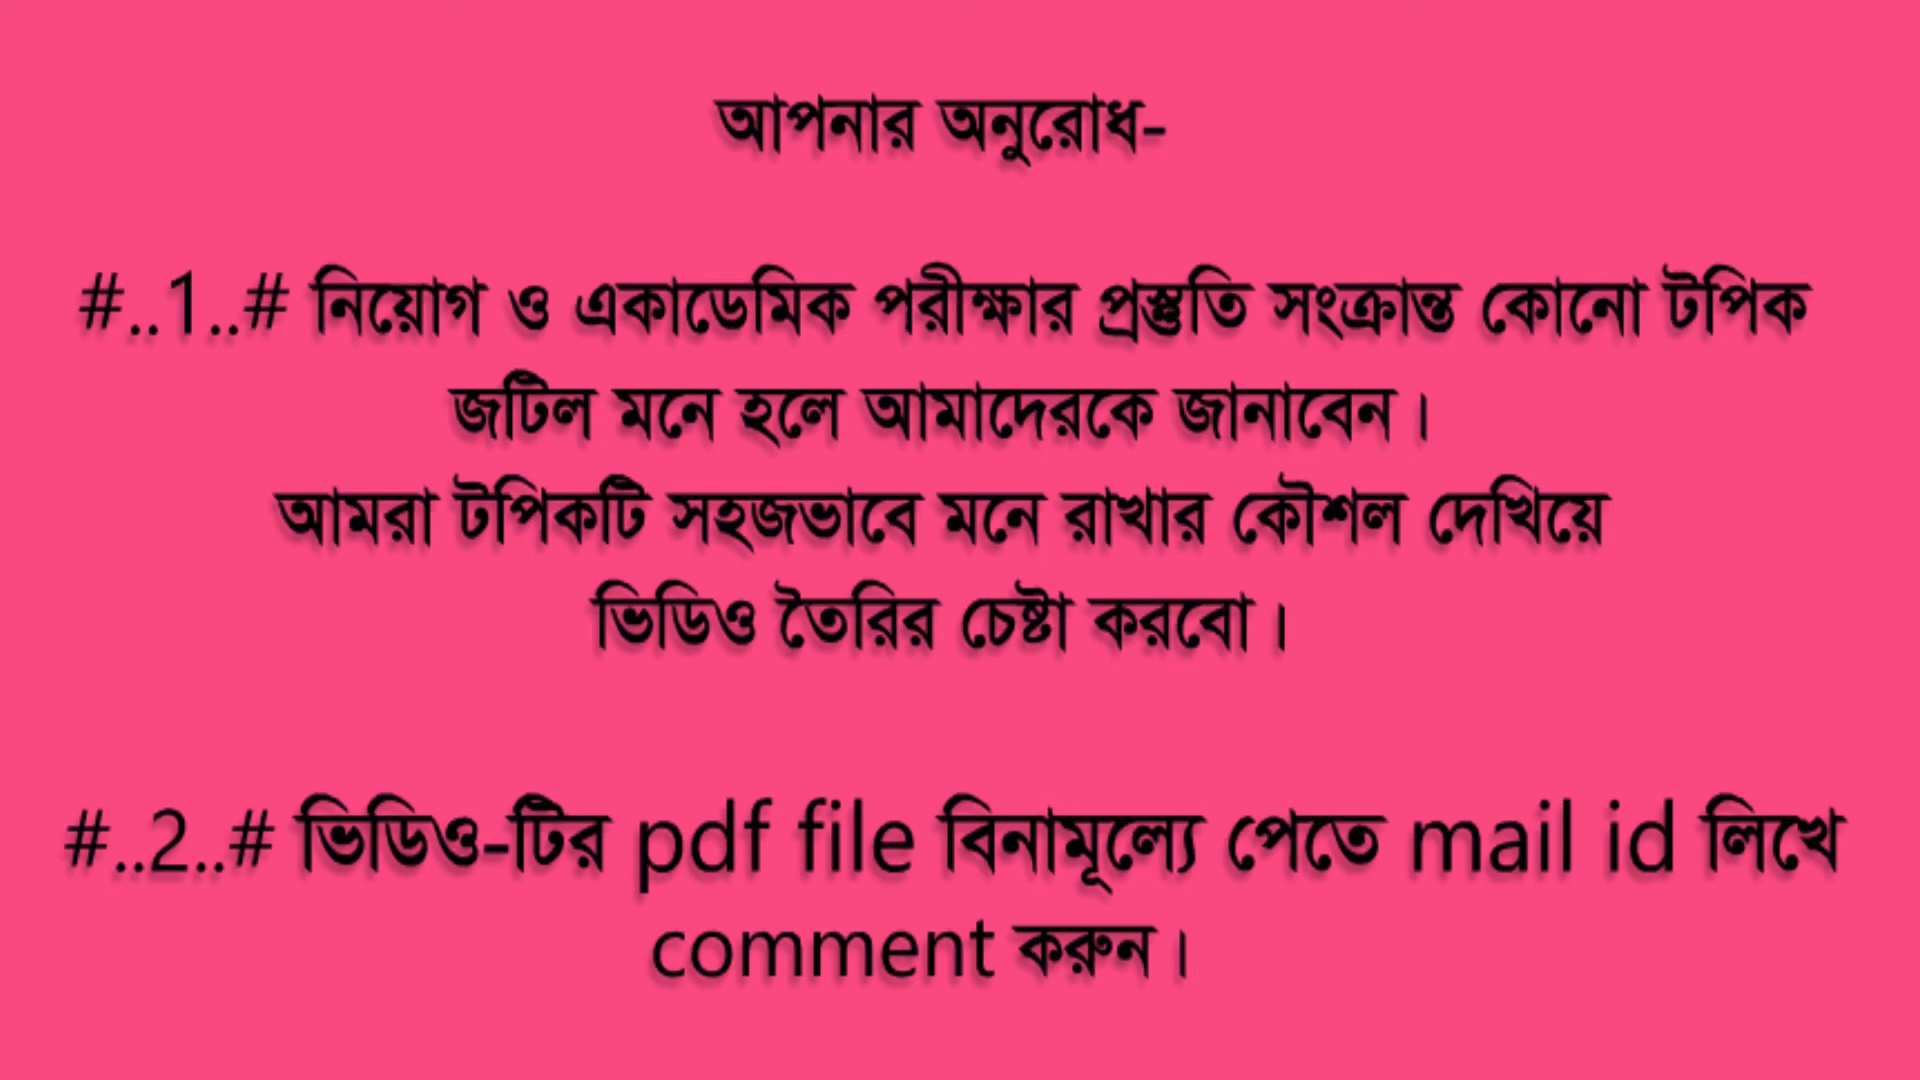 আপনার অনুরোধ-
#..1..# নিয়োগ ও একাডেমিক পরীক্ষার প্রস্তুতি সংক্রান্ত কোনো টপিক
জটিল মনে হলে আমাদেরকে জানাবেন।
আমরা টপিকটি সহজভাবে মনে রাখার কৌশল দেখিয়ে
ভিডিও তৈরির চেষ্টা করবো।
#..2..# ভিডিও-টির pdf file বিনামূল্যে পেতে mail id লিখে
comment করুন।